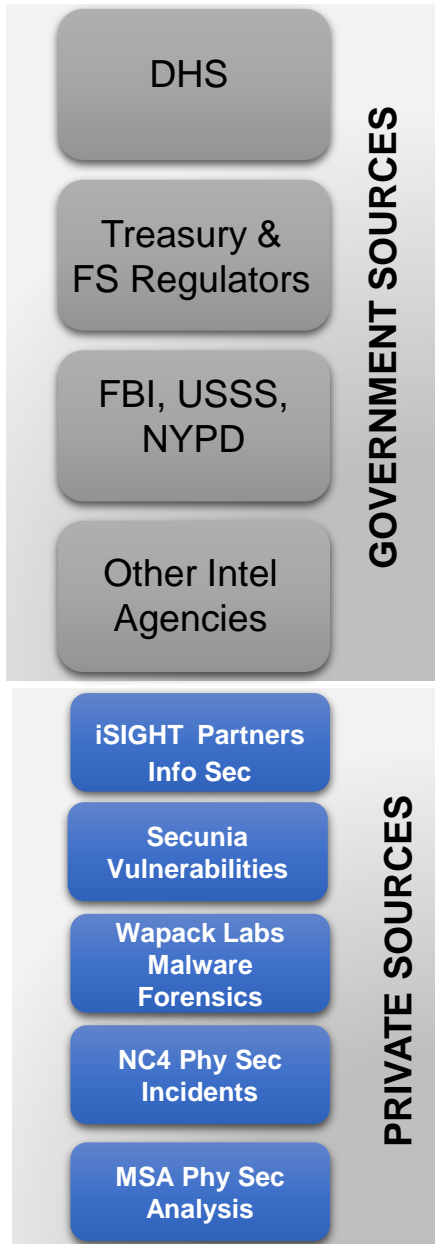 DHS
Treasury &
FS Regulators
FBI, USSS,
NYPD
Other Intel
Agencies
GOVERNMENT SOURCES
iSIGHT Partners
Info Sec
Secunia
Vulnerabilities
Wapack Labs
Malware
Forensics
NC4 Phy Sec
Incidents
MSA Phy Sec
Analysis
PRIVATE SOURCES